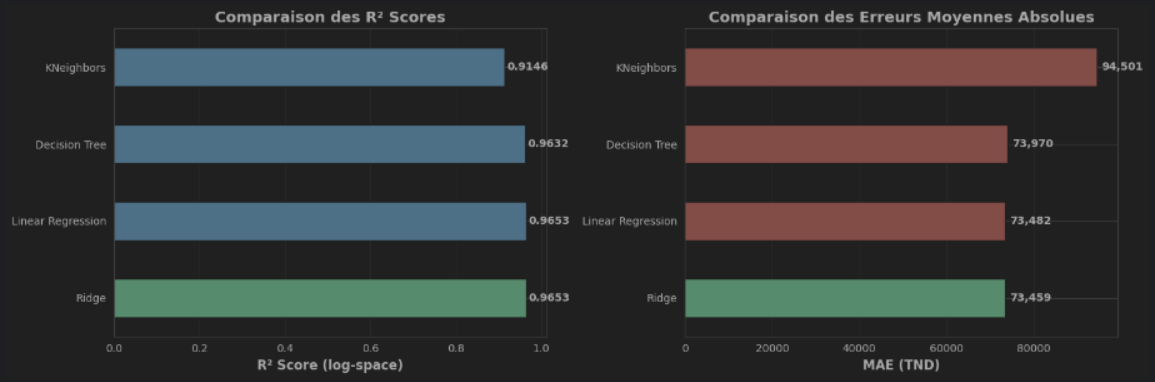 Comparaison des R² Scores
KNeighbors
0.9146
Decision Tree
0.9632
Linear Regression
0.9653
Ridge
0.9653
0.0 0.2 0.4 0.6 0.8 1.0
R² Score (log-space)
Comparaison des Erreurs Moyennes Absolues
KNeighbors
94,501
Decision Tree
73,970
Linear Regression
73,482
Ridge
73,459
0 20000 40000 60000 80000
MAE (TND)